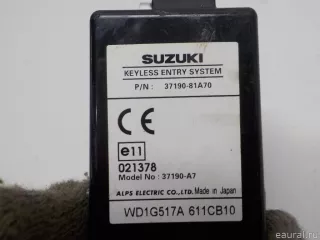 SUZUKI
KEYLESS ENTRY SYSTEM
P/N : 37190-81A70
CE
e11
021378
Model No : 37190-A7
ALPS ELECTRIC CO.,LTD. Made in Japan
WD1G517A 611CB10
© eaural.ru